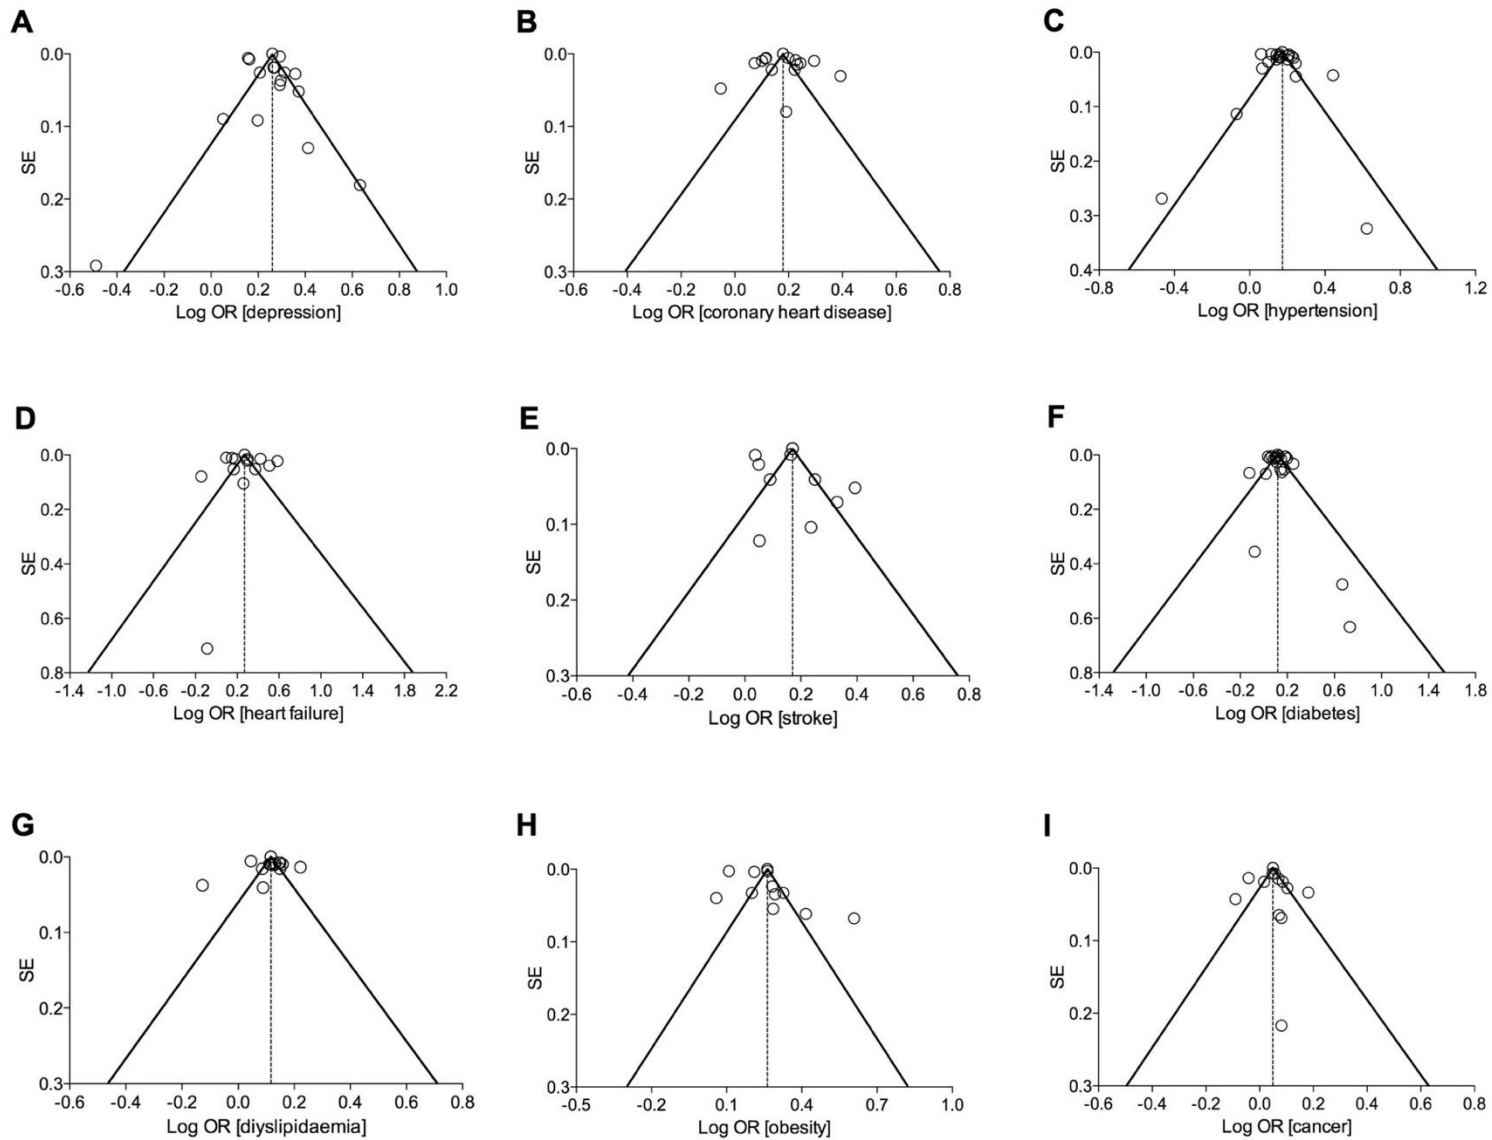 A
B
C
0.0
0.1
0.2
0.3
SE
-0.6 -0.4 -0.2 0.0 0.2 0.4 0.6 0.8 1.0
Log OR [depression]
0.0
0.1
0.2
0.3
SE
-0.6 -0.4 -0.2 0.0 0.2 0.4 0.6 0.8
Log OR [coronary heart disease]
0.0
0.1
0.2
0.3
0.4
SE
-0.8 -0.4 0.0 0.4 0.8 1.2
Log OR [hypertension]
D
E
F
0.0
0.2
0.4
0.6
0.8
SE
-1.4 -1.0 -0.6 -0.2 0.2 0.6 1.0 1.4 1.8 2.2
Log OR [heart failure]
0.0
0.1
0.2
0.3
SE
-0.6 -0.4 -0.2 0.0 0.2 0.4 0.6 0.8
Log OR [stroke]
0.0
0.2
0.4
0.6
0.8
SE
-1.4 -1.0 -0.6 -0.2 0.2 0.6 1.0 1.4 1.8
Log OR [diabetes]
G
H
I
0.0
0.1
0.2
0.3
SE
-0.6 -0.4 -0.2 0.0 0.2 0.4 0.6 0.8
Log OR [diyslipidaemia]
0.0
0.1
0.2
0.3
SE
-0.5 -0.2 0.1 0.4 0.7 1.0
Log OR [obesity]
0.0
0.1
0.2
0.3
SE
-0.6 -0.4 -0.2 0.0 0.2 0.4 0.6 0.8
Log OR [cancer]